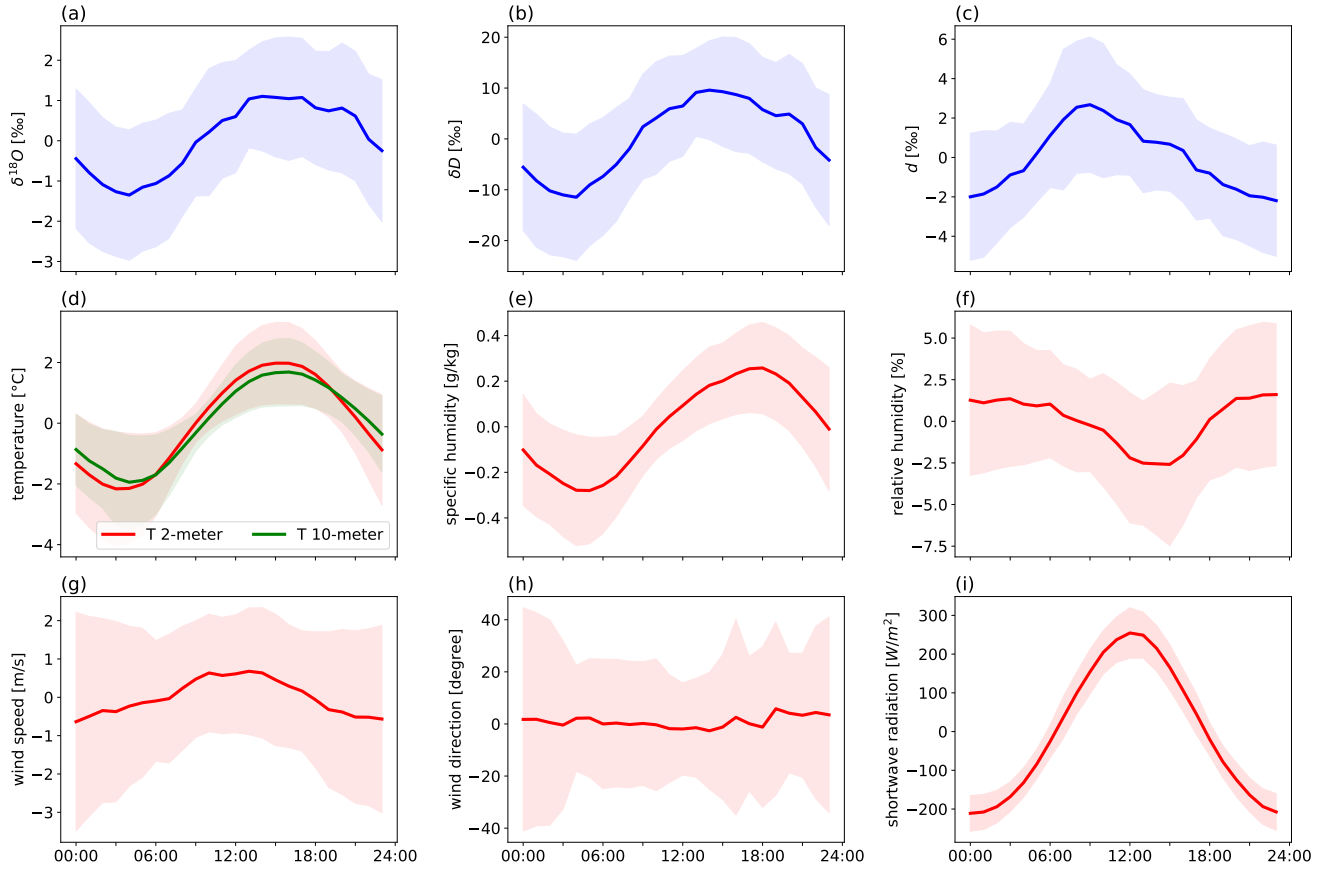 (a)
(b)
(c)
2
1
0
−1
−2
−3
δ¹⁸O [‰]
20
10
0
−10
−20
δD [‰]
6
4
2
0
−2
−4
d [‰]
(d)
(e)
(f)
2
0
−2
−4
temperature [°C]
T 2-meter
T 10-meter
0.4
0.2
0.0
−0.2
−0.4
specific humidity [g/kg]
5.0
2.5
0.0
−2.5
−5.0
−7.5
relative humidity [%]
(g)
(h)
(i)
2
1
0
−1
−2
−3
wind speed [m/s]
00:00 06:00 12:00 18:00 24:00
40
20
0
−20
−40
wind direction [degree]
00:00 06:00 12:00 18:00 24:00
300
200
100
0
−100
−200
shortwave radiation [W/m²]
00:00 06:00 12:00 18:00 24:00